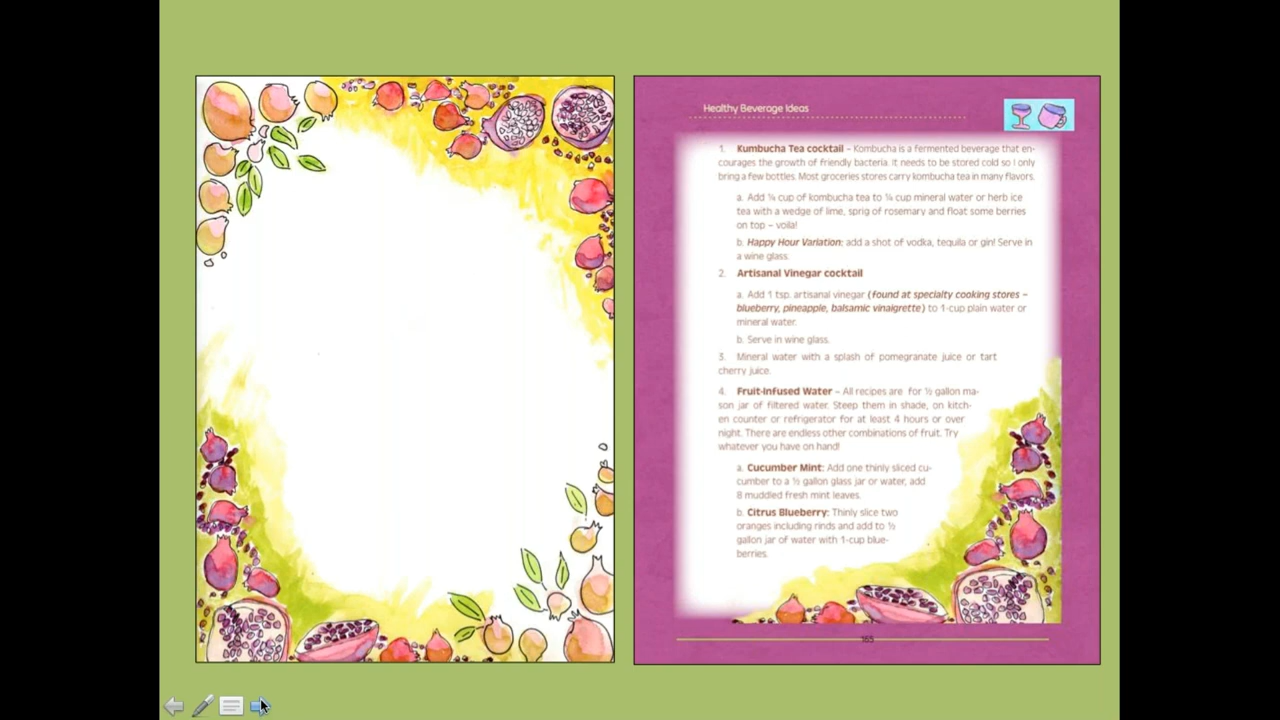 Healthy Beverage Ideas
1. Kumbucha Tea cocktail – Kombucha is a fermented beverage that en-
courages the growth of friendly bacteria. It needs to be stored cold so I only
bring a few bottles. Most groceries stores carry kombucha tea in many flavors.
a. Add ¼ cup of kombucha tea to ¼ cup mineral water or herb ice
tea with a wedge of lime, sprig of rosemary and float some berries
on top – voila!
b. Happy Hour Variation: add a shot of vodka, tequila or gin! Serve in
a wine glass.
2. Artisanal Vinegar cocktail
a. Add 1 tsp. artisanal vinegar (found at specialty cooking stores –
blueberry, pineapple, balsamic vinaigrette) to 1-cup plain water or
mineral water.
b. Serve in wine glass.
3. Mineral water with a splash of pomegranate juice or tart
cherry juice.
4. Fruit-Infused Water – All recipes are for ½ gallon ma-
son jar of filtered water. Steep them in shade, on kitch-
en counter or refrigerator for at least 4 hours or over
night. There are endless other combinations of fruit. Try
whatever you have on hand!
a. Cucumber Mint: Add one thinly sliced cu-
cumber to a ½ gallon glass jar or water, add
8 muddled fresh mint leaves.
b. Citrus Blueberry: Thinly slice two
oranges including rinds and add to ½
gallon jar of water with 1-cup blue-
berries.
165